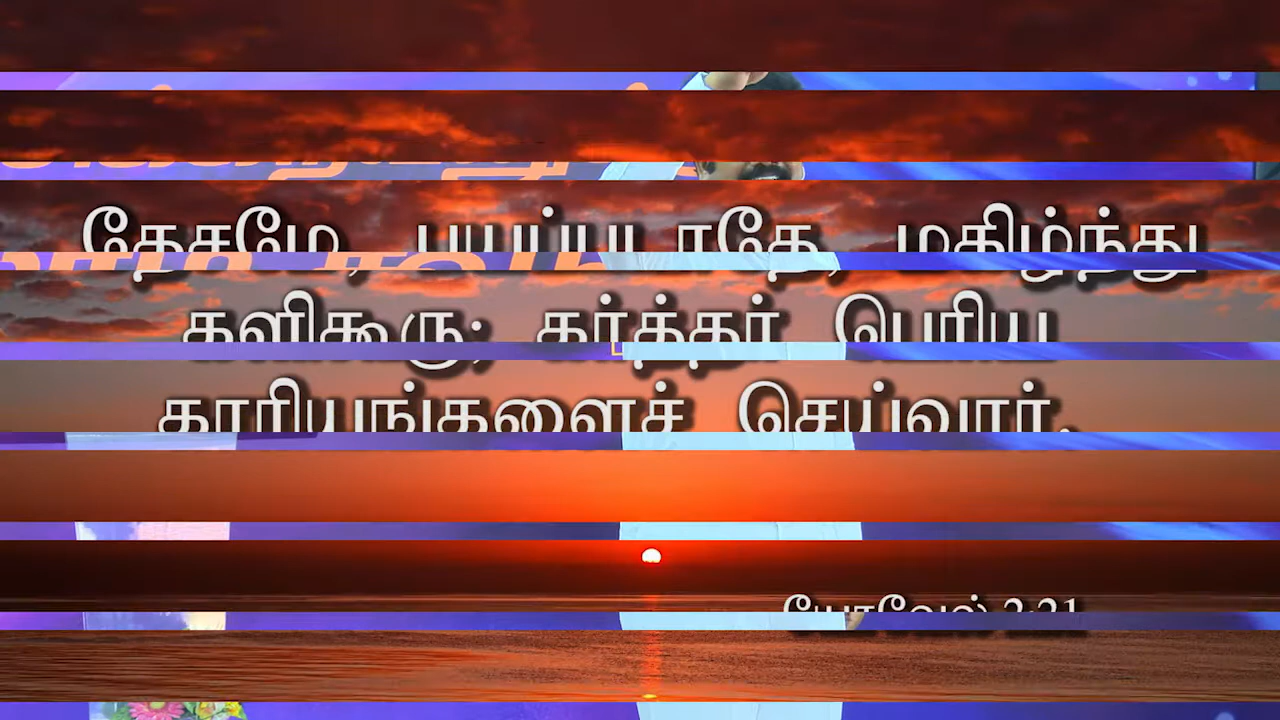 தேசமே, பயப்படாதே, மகிழ்ந்து
களிகூரு; கர்த்தர் பெரிய
காரியங்களைச் செய்வார்.
யோவேல் 2:21